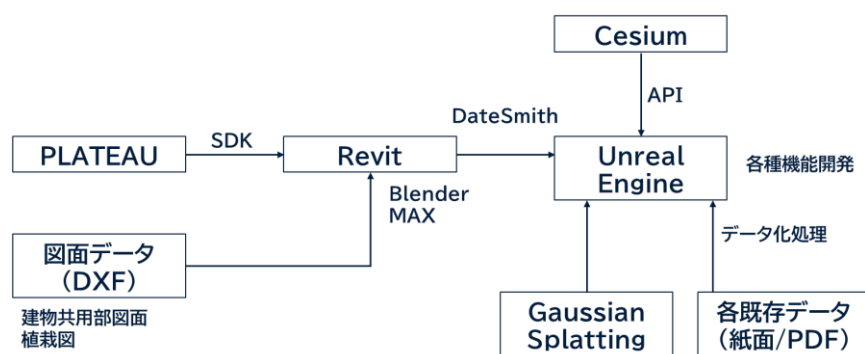 Cesium
API
DateSmith
SDK
PLATEAU
Revit
Unreal
Engine
各種機能開発
Blender
MAX
データ化処理
図面データ
(DXF)
建物共用部図面
植栽図
Gaussian
Splatting
各既存データ
(紙面/PDF)